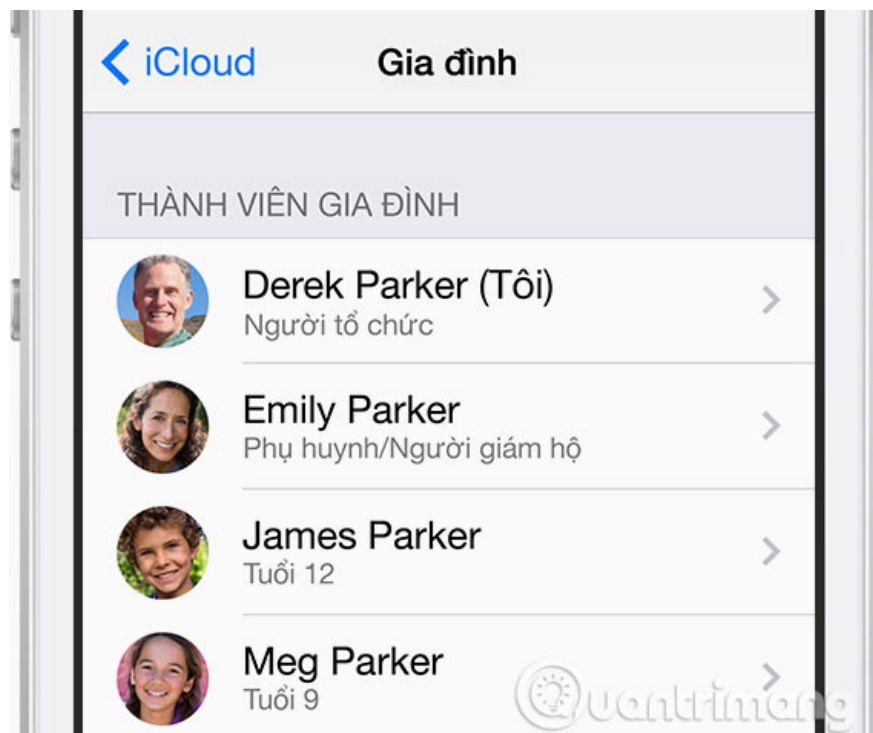 iCloud Gia đình
THÀNH VIÊN GIA ĐÌNH
Derek Parker (Tôi)
Người tổ chức
Emily Parker
Phụ huynh/Người giám hộ
James Parker
Tuổi 12
Meg Parker
Tuổi 9
Quantrimang